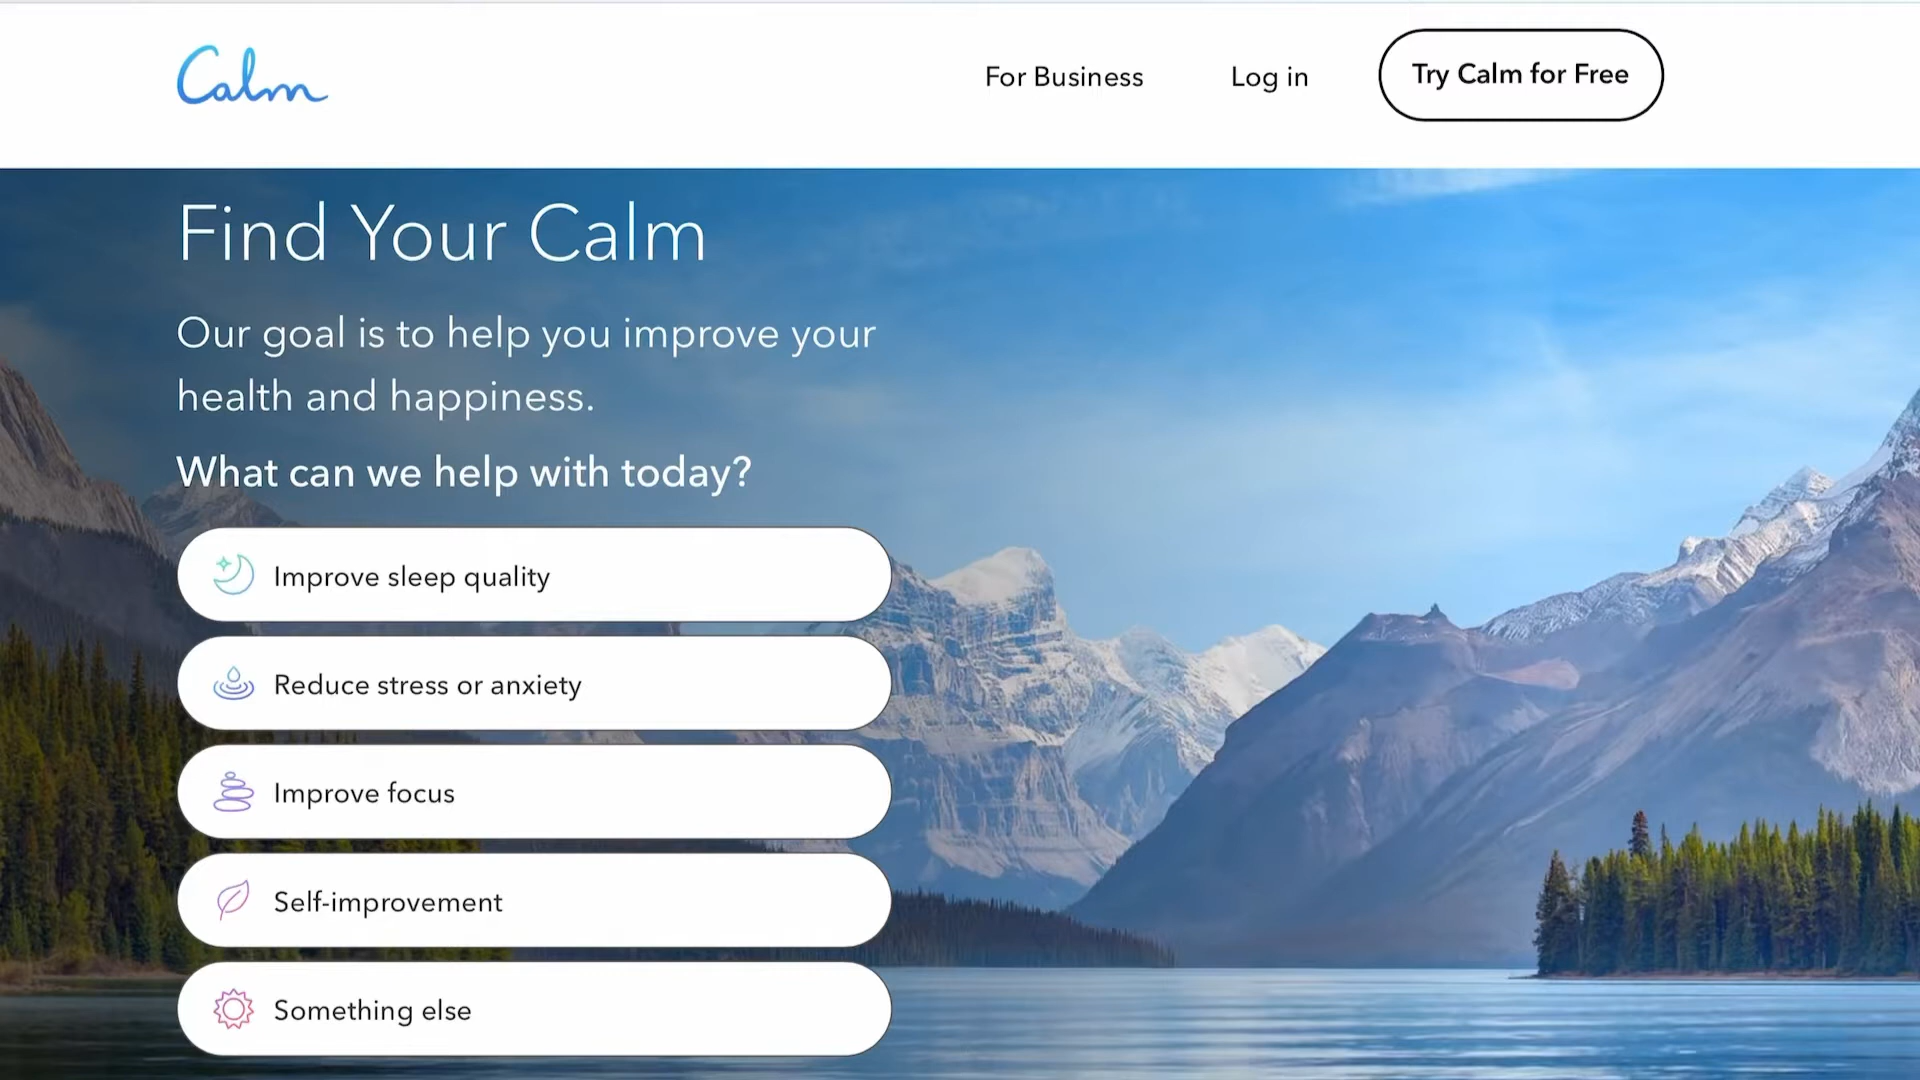 Calm
For Business
Log in
Try Calm for Free
Find Your Calm
Our goal is to help you improve your
health and happiness.
What can we help with today?
Improve sleep quality
Reduce stress or anxiety
Improve focus
Self-improvement
Something else